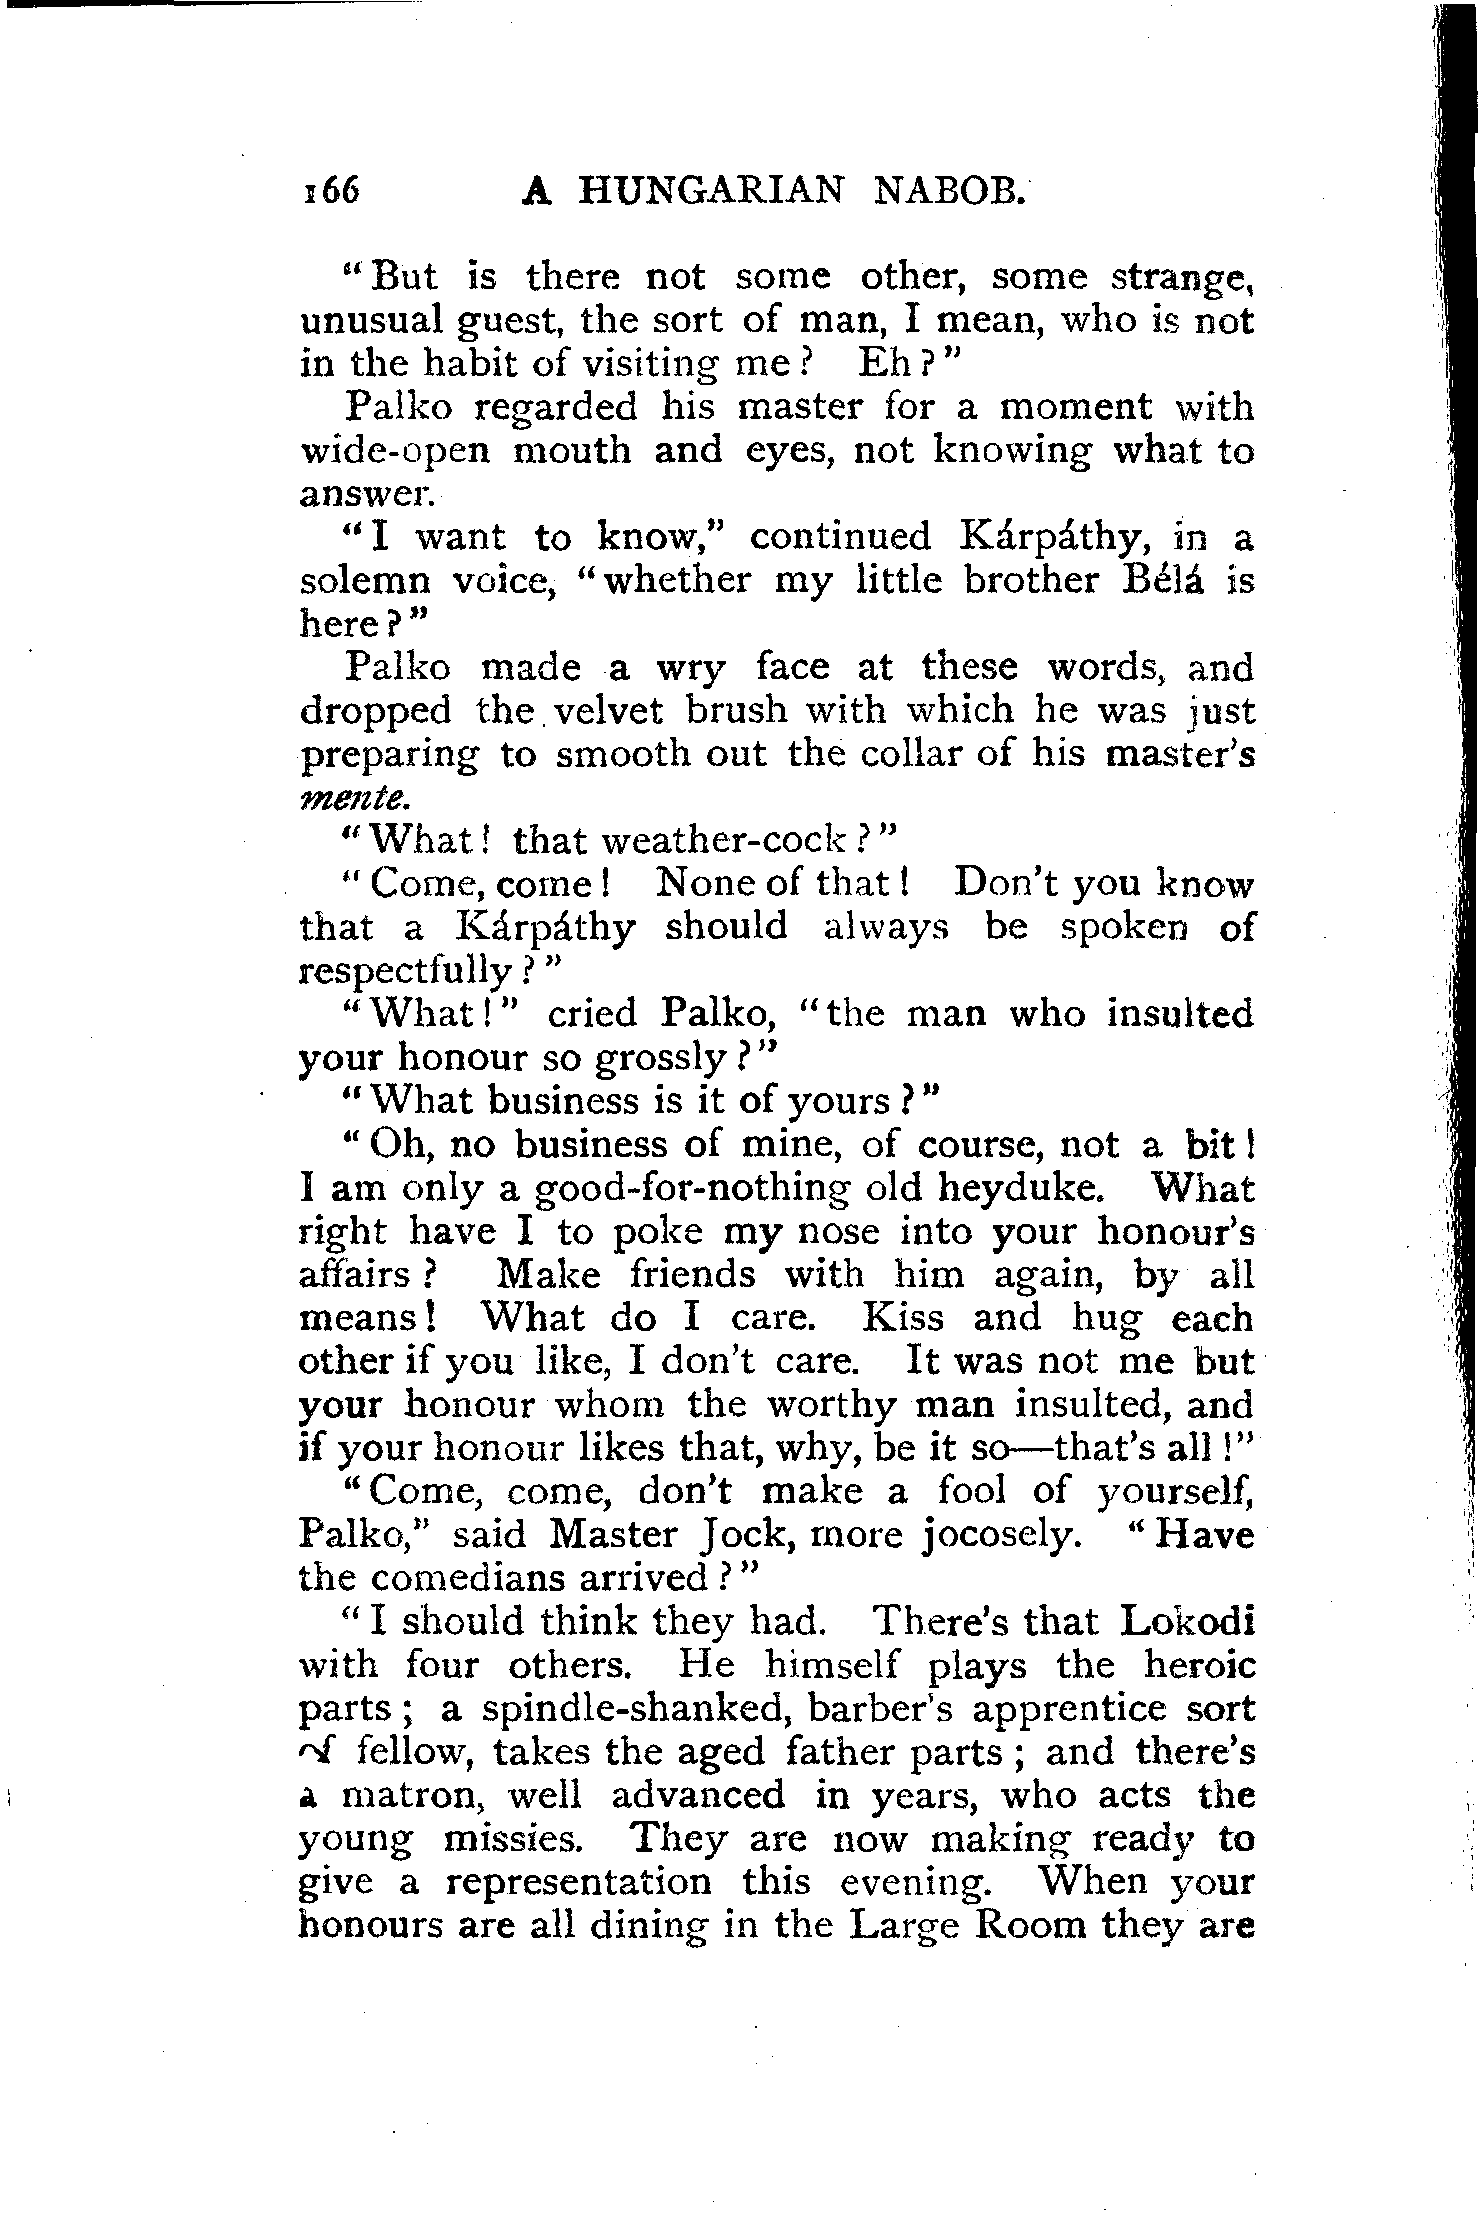 166 A HUNGARIAN NABOB.
“But is there not some other, some strange,
unusual guest, the sort of man, I mean, who is not
in the habit of visiting me? Eh?”
Palko regarded his master for a moment with
wide-open mouth and eyes, not knowing what to
answer.
“I want to know,” continued Kárpáthy, in a
solemn voice, “whether my little brother Bélá is
here?”
Palko made a wry face at these words, and
dropped the velvet brush with which he was just
preparing to smooth out the collar of his master's
mente.
“What! that weather-cock?”
“Come, come! None of that! Don't you know
that a Kárpáthy should always be spoken of
respectfully?”
“What!” cried Palko, “the man who insulted
your honour so grossly?”
“What business is it of yours?”
“Oh, no business of mine, of course, not a bit!
I am only a good-for-nothing old heyduke. What
right have I to poke my nose into your honour's
affairs? Make friends with him again, by all
means! What do I care. Kiss and hug each
other if you like, I don't care. It was not me but
your honour whom the worthy man insulted, and
if your honour likes that, why, be it so—that's all!”
“Come, come, don't make a fool of yourself,
Palko,” said Master Jock, more jocosely. “Have
the comedians arrived?”
“I should think they had. There's that Lokodi
with four others. He himself plays the heroic
parts; a spindle-shanked, barber's apprentice sort
of fellow, takes the aged father parts; and there's
a matron, well advanced in years, who acts the
young missies. They are now making ready to
give a representation this evening. When your
honours are all dining in the Large Room they are